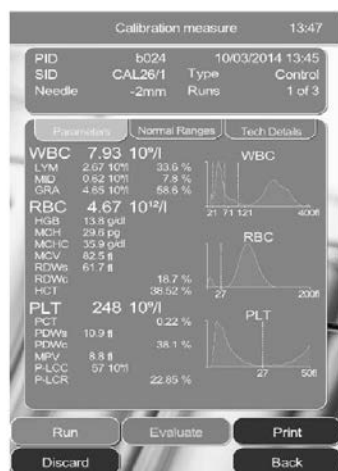 Calibration measure 13:47
PID b024 10/03/2014 13:45
SID CAL26/1 Type Control
Needle -2mm Runs 1 of 3
Parameters Normal Ranges Tech Details
WBC 7.93 10⁹/l WBC
LYM 2.67 10⁹/l 33.6 %
MID 0.62 10⁹/l 7.8 %
GRA 4.65 10⁹/l 58.6 %
21 71 121 400fl
RBC 4.67 10¹²/l
RBC
HGB 13.8 g/dl
MCH 29.6 pg
MCHC 35.9 g/dl
MCV 82.5 fl
RDWs 61.7 fl
RDWc 18.7 %
HCT 38.52 %
27 200fl
PLT 248 10⁹/l
PLT
PCT 0.22 %
PDWs 10.9 fl
PDWc 38.1 %
MPV 8.8 fl
P-LCC 57 10⁹/l
P-LCR 22.85 %
27 50fl
Run Evaluate Print
Discard Back